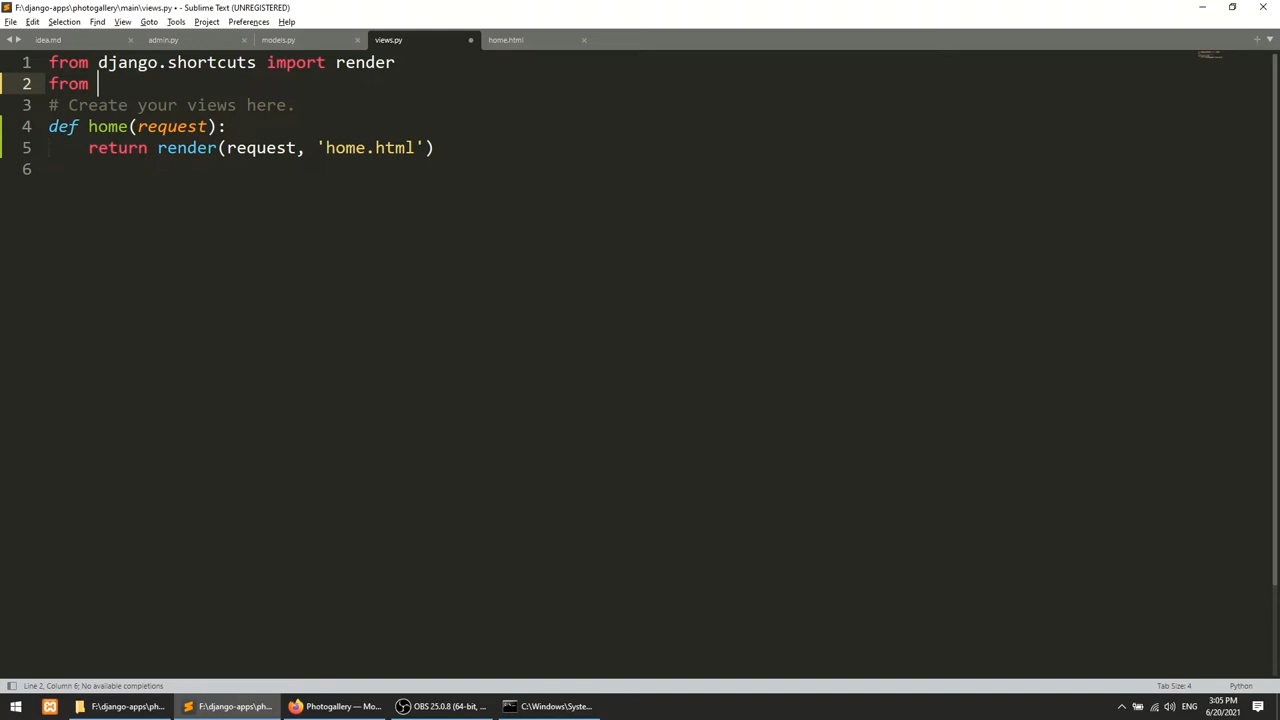 F:\django-apps\photogallery\main\views.py • - Sublime Text (UNREGISTERED)
File Edit Selection Find View Goto Tools Project Preferences Help
idea.md admin.py models.py views.py home.html
1 from django.shortcuts import render
2 from
3 # Create your views here.
4 def home(request):
5 return render(request, 'home.html')
6
Line 2, Column 6; No available completions Tab Size: 4 Python
F:\django-apps\ph... F:\django-apps\ph... Photogallery — Mo... OBS 25.0.8 (64-bit, ... C:\Windows\Syste... ENG 3:05 PM
6/20/2021